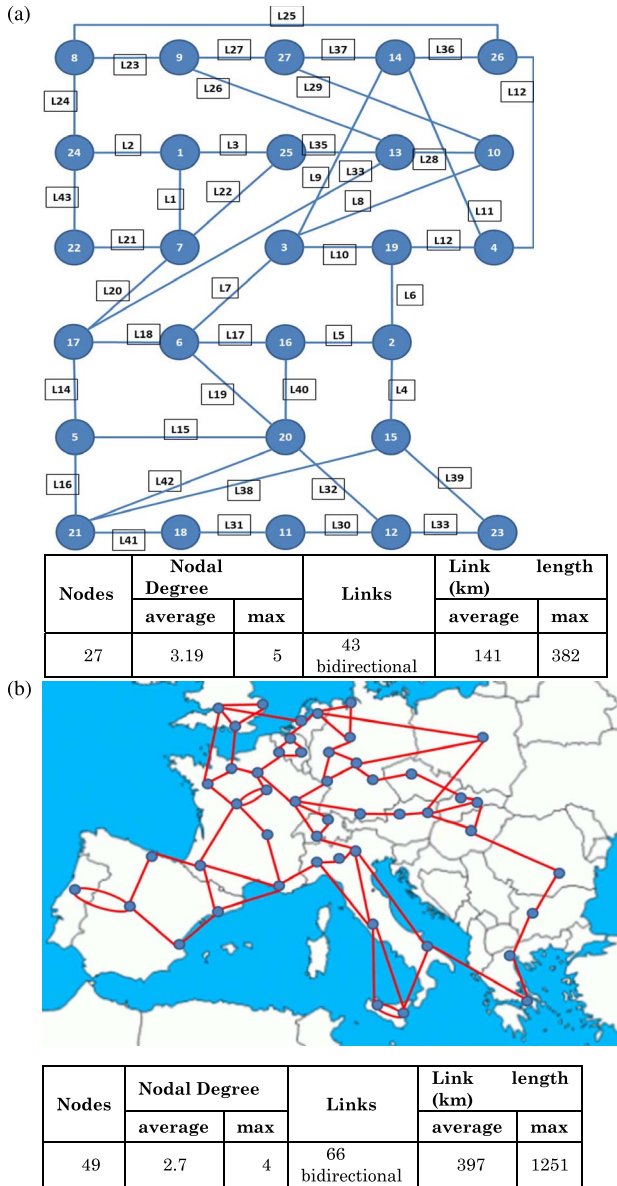 (a)
L25
8 L23 9 L27 27 L37 14 L36 26
L24 L26 L29 L12
24 L2 1 L3 25 L35 13 L28 10
L43 L1 L22 L9 L33 L8 L11
22 L21 7 3 L10 19 L12 4
L20 L7 L6
17 L18 6 L17 16 L5 2
L14 L19 L40 L4
5 L15 20 15
L16 L42 L38 L32 L39
21 L41 18 L31 11 L30 12 L33 23
Nodes Nodal Degree Links Link length (km)
average max average max
27 3.19 5 43 bidirectional 141 382
(b)
Nodes Nodal Degree Links Link length (km)
average max average max
49 2.7 4 66 bidirectional 397 1251